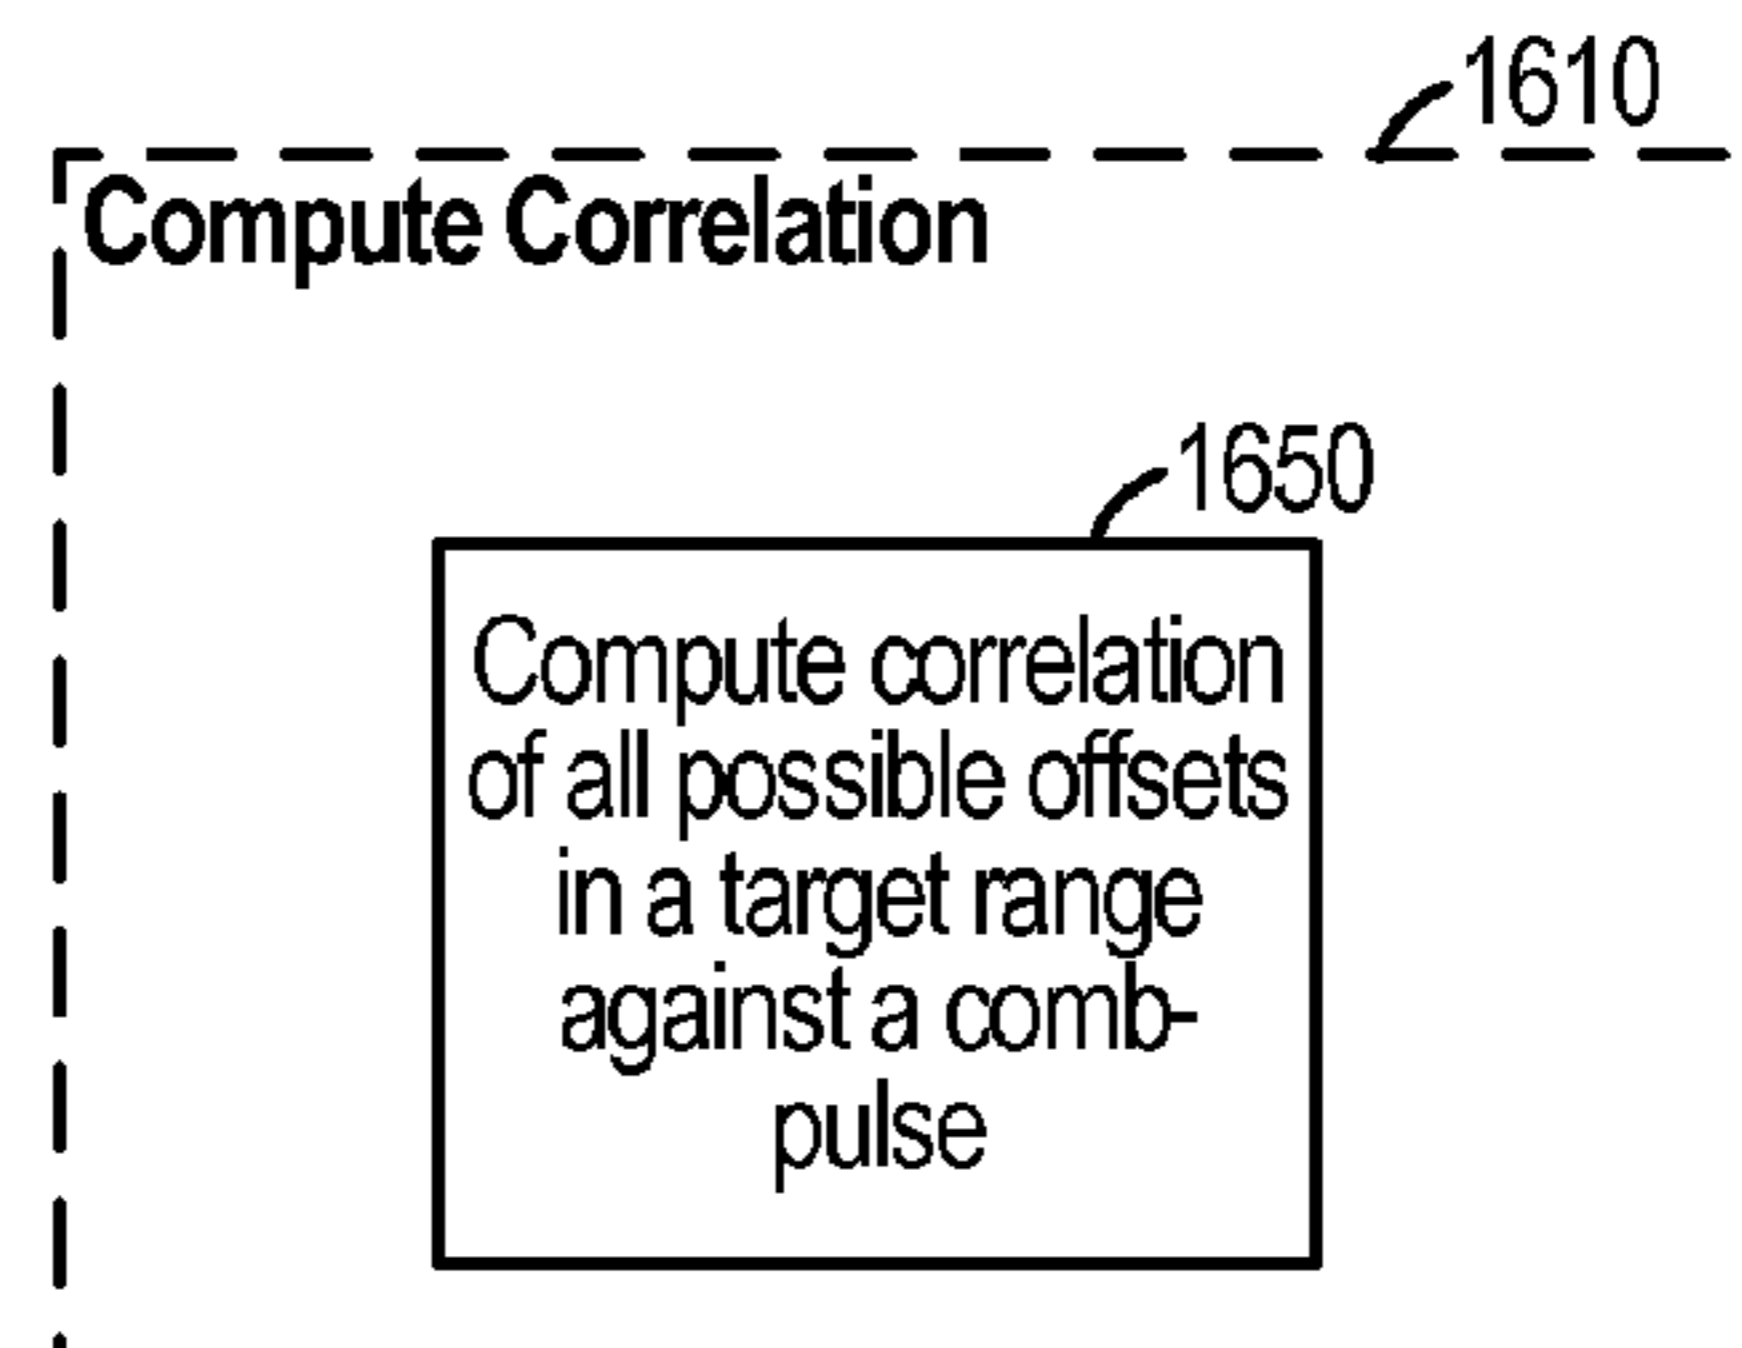 1610
Compute Correlation
1650
Compute correlation
of all possible offsets
in a target range
against a comb-
pulse